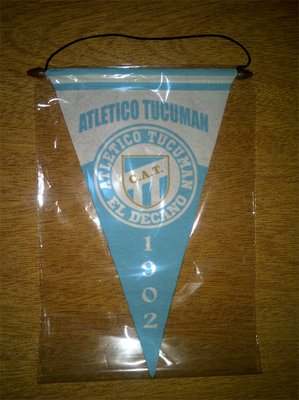 ATLETICO TUCUMAN
ATLETICO TUCUMAN
C.A.T.
EL DECANO
1902